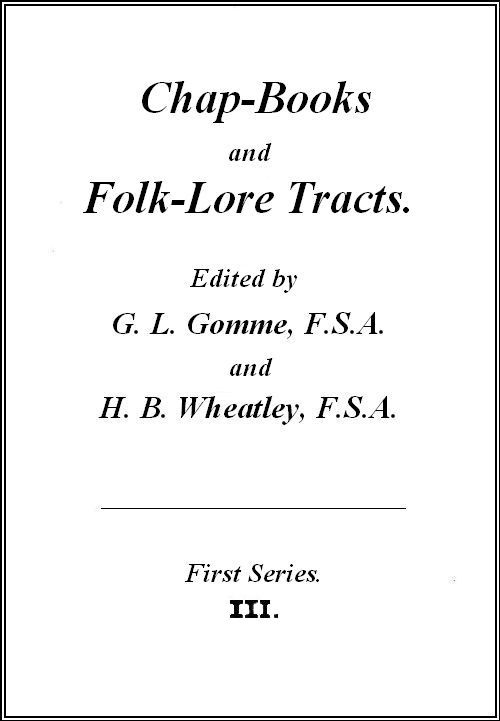 Chap-Books
and
Folk-Lore Tracts.
Edited by
G. L. Gomme, F.S.A.
and
H. B. Wheatley, F.S.A.
First Series.
III.